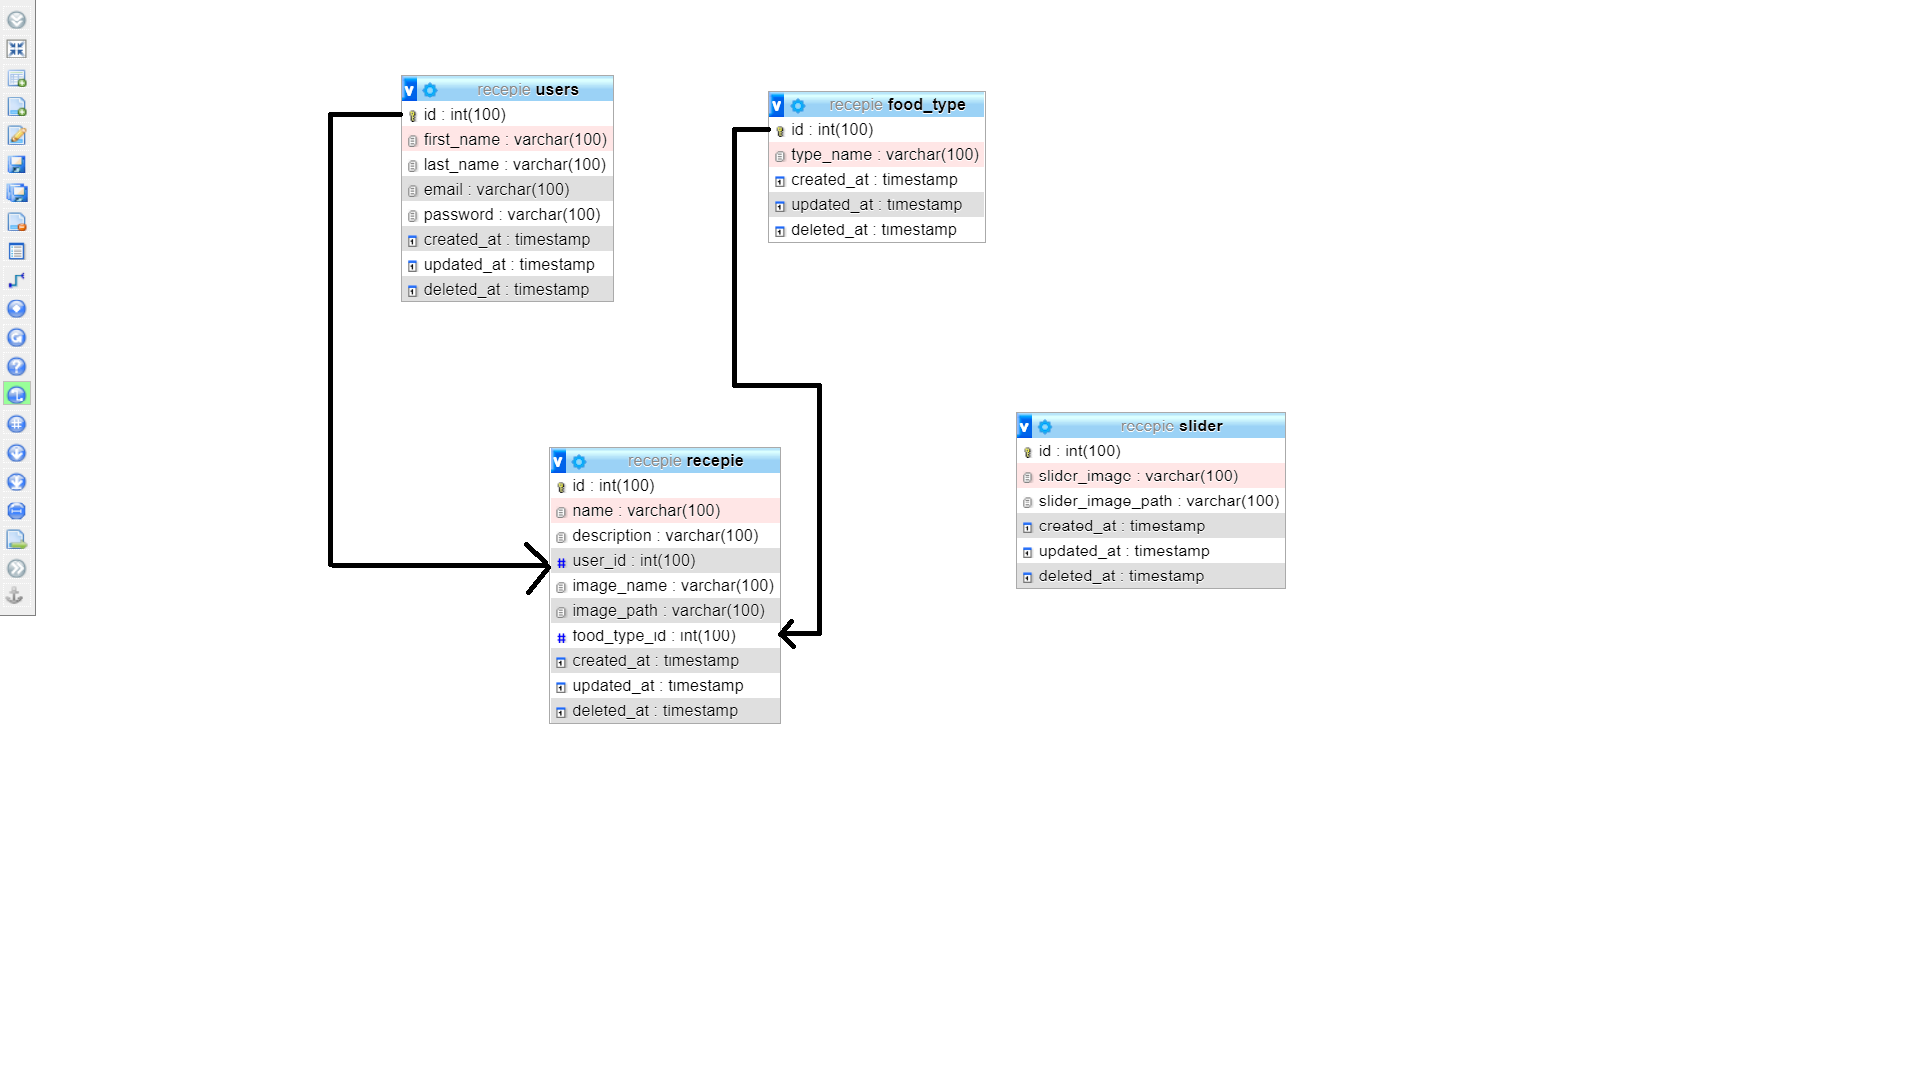 recepie users
id : int(100)
first_name : varchar(100)
last_name : varchar(100)
email : varchar(100)
password : varchar(100)
created_at : timestamp
updated_at : timestamp
deleted_at : timestamp
recepie food_type
id : int(100)
type_name : varchar(100)
created_at : timestamp
updated_at : timestamp
deleted_at : timestamp
recepie recepie
id : int(100)
name : varchar(100)
description : varchar(100)
user_id : int(100)
image_name : varchar(100)
image_path : varchar(100)
food_type_id : int(100)
created_at : timestamp
updated_at : timestamp
deleted_at : timestamp
recepie slider
id : int(100)
slider_image : varchar(100)
slider_image_path : varchar(100)
created_at : timestamp
updated_at : timestamp
deleted_at : timestamp